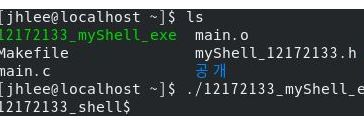 [jhlee@localhost ~]$ ls
12172133_myShell_exe main.o
Makefile myShell_12172133.h
main.c 공개
[jhlee@localhost ~]$ ./12172133_myShell_e
12172133_shell$